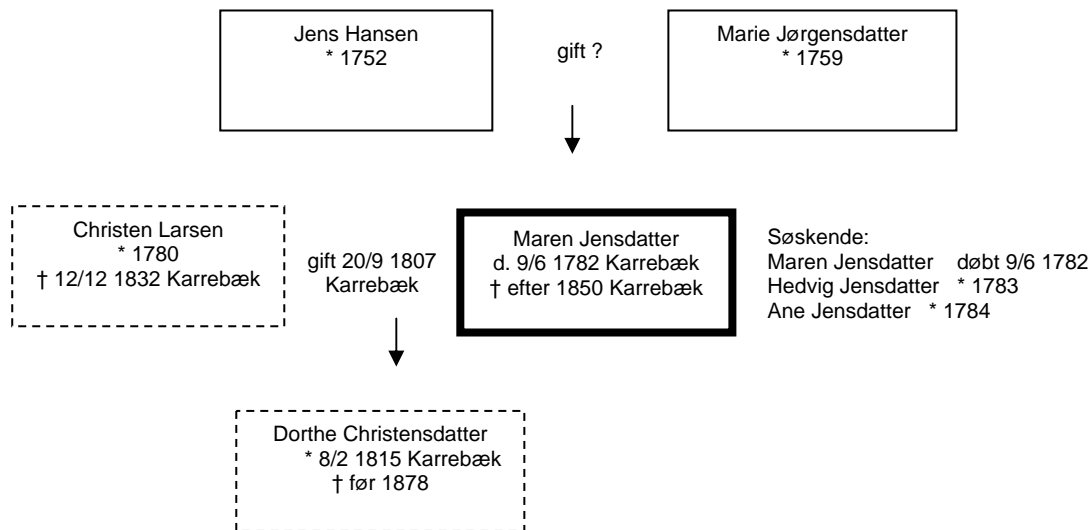 Jens Hansen
* 1752
gift ?
Marie Jørgensdatter
* 1759
Christen Larsen
* 1780
† 12/12 1832 Karrebæk
gift 20/9 1807
Karrebæk
Maren Jensdatter
d. 9/6 1782 Karrebæk
† efter 1850 Karrebæk
Søskende:
Maren Jensdatter døbt 9/6 1782
Hedvig Jensdatter * 1783
Ane Jensdatter * 1784
Dorthe Christensdatter
* 8/2 1815 Karrebæk
† før 1878